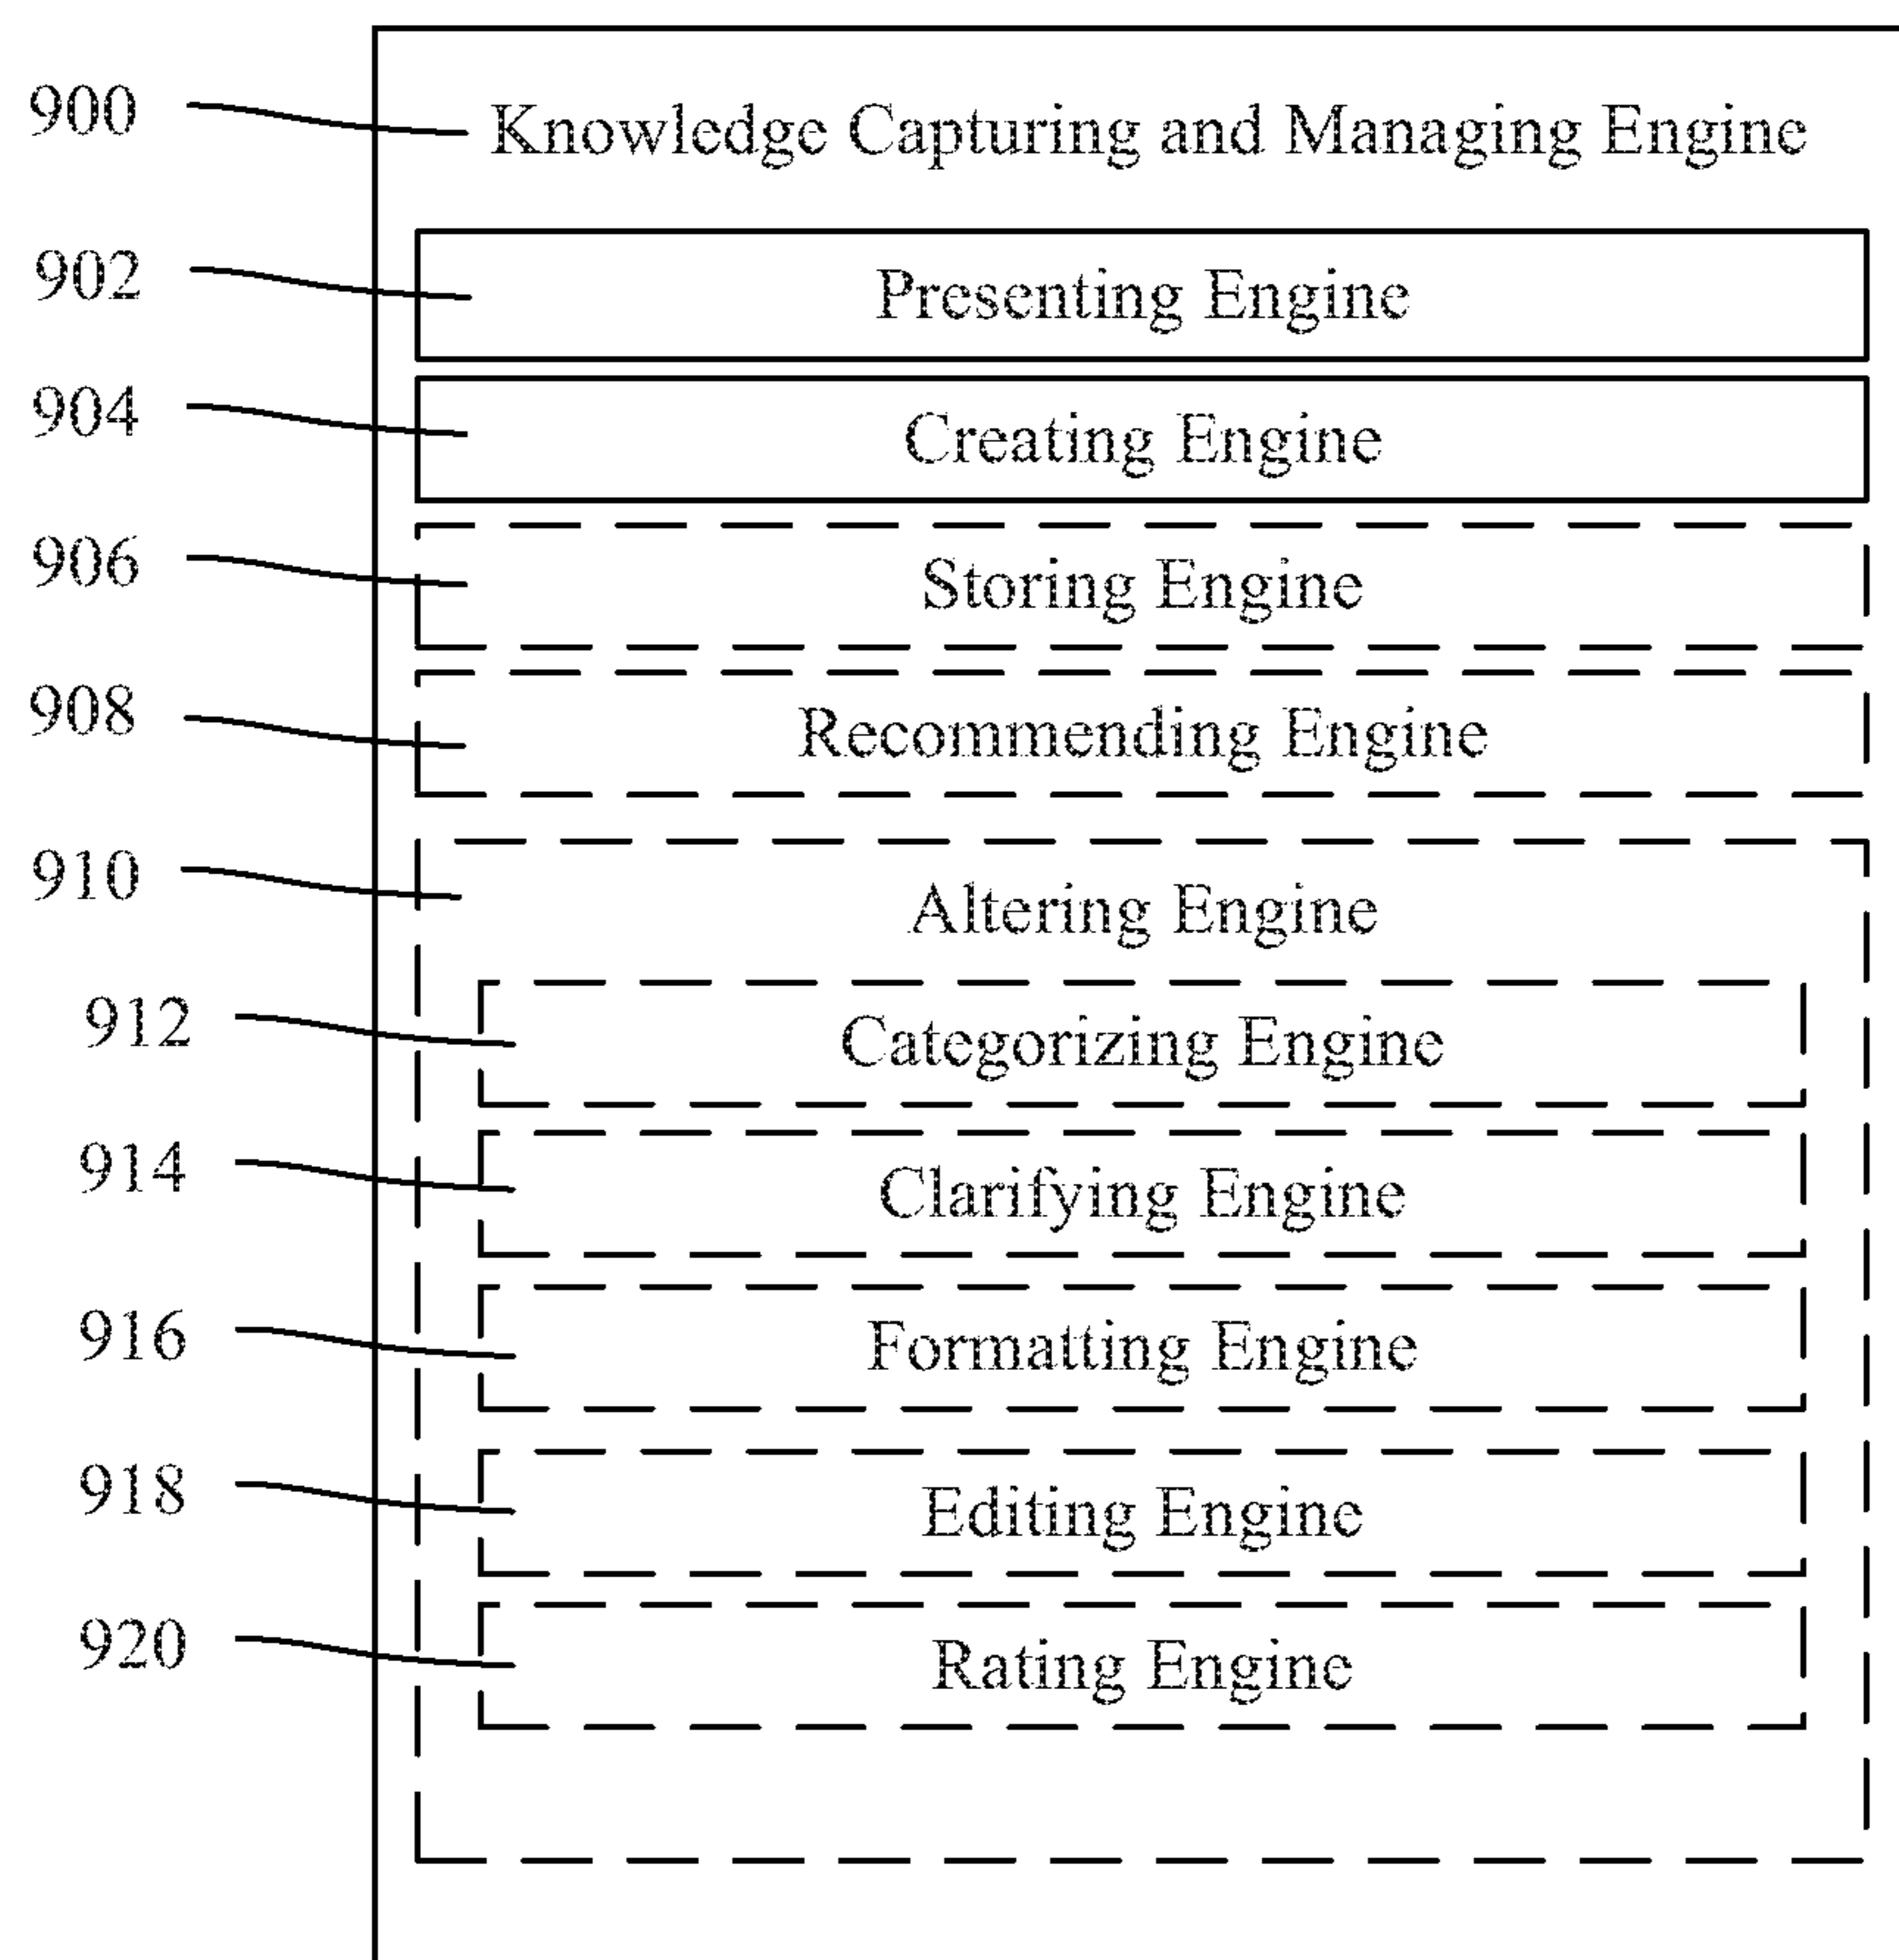 900 Knowledge Capturing and Managing Engine
902 Presenting Engine
904 Creating Engine
906 Storing Engine
908 Recommending Engine
910 Altering Engine
912 Categorizing Engine
914 Clarifying Engine
916 Formatting Engine
918 Editing Engine
920 Rating Engine